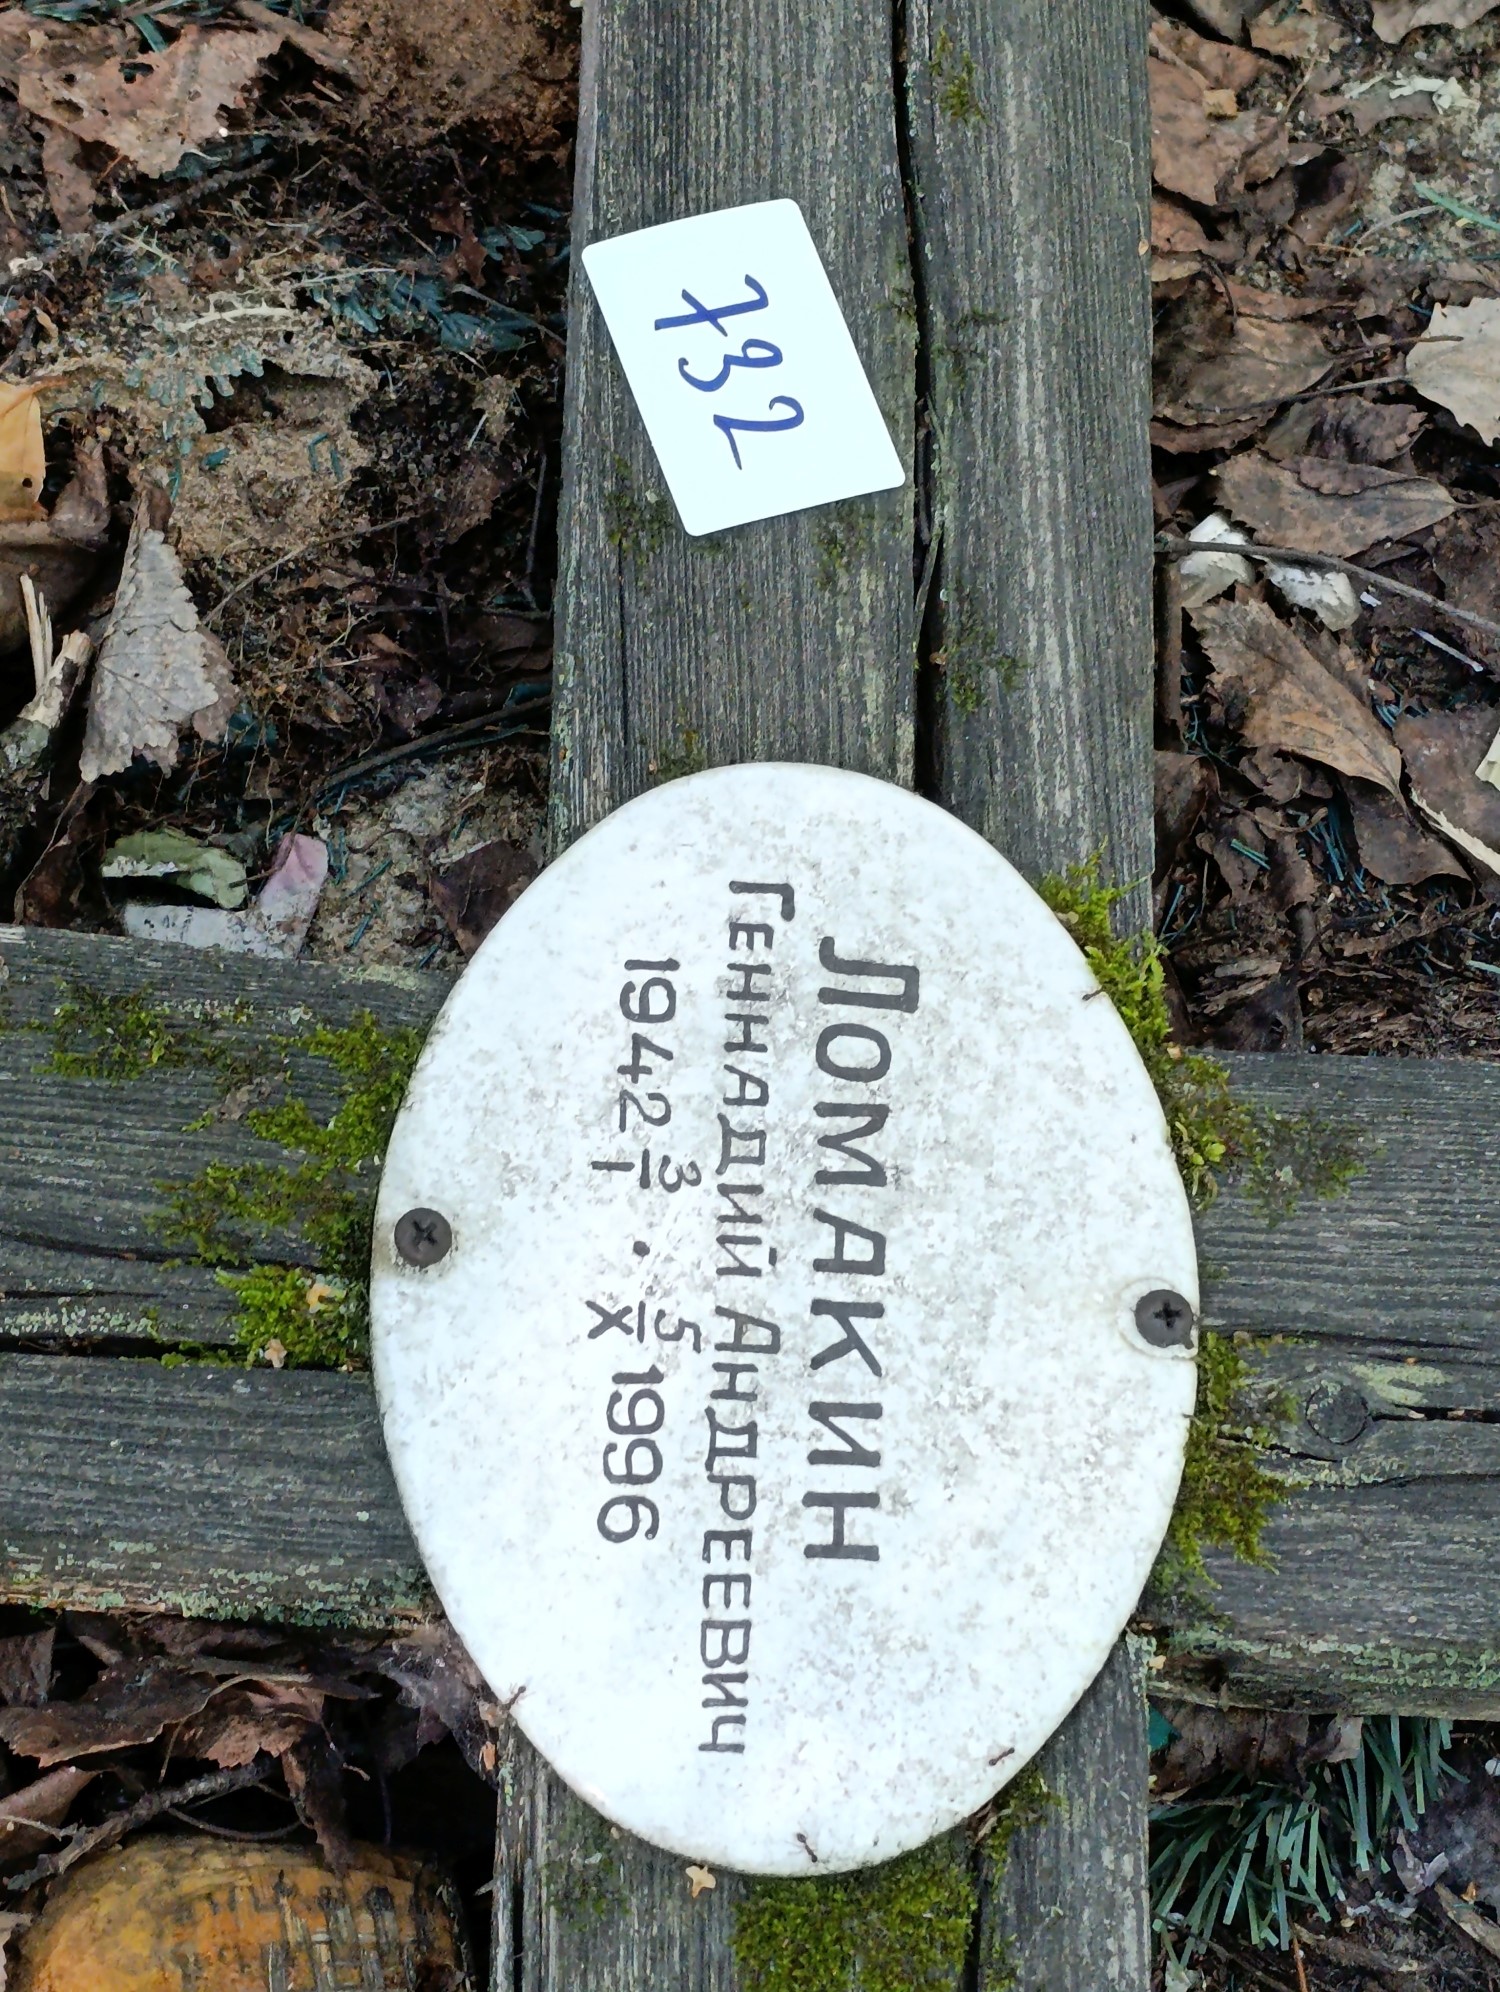 732
ЛОМАКИН
ГЕННАДИЙ АНДРЕЕВИЧ
1942 3/I · 5/X 1996